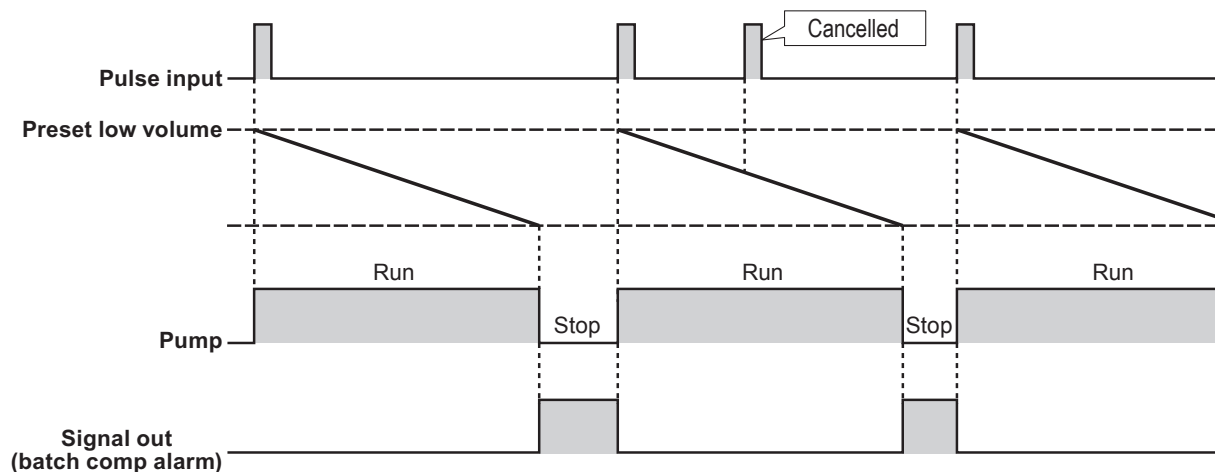 Cancelled
Pulse input
Preset low volume
Run
Run
Run
Stop
Stop
Pump
Signal out
(batch comp alarm)